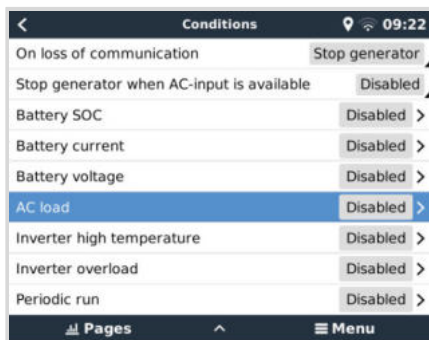 Conditions 09:22
On loss of communication Stop generator
Stop generator when AC-input is available Disabled
Battery SOC Disabled
Battery current Disabled
Battery voltage Disabled
AC load Disabled
Inverter high temperature Disabled
Inverter overload Disabled
Periodic run Disabled
Pages Menu